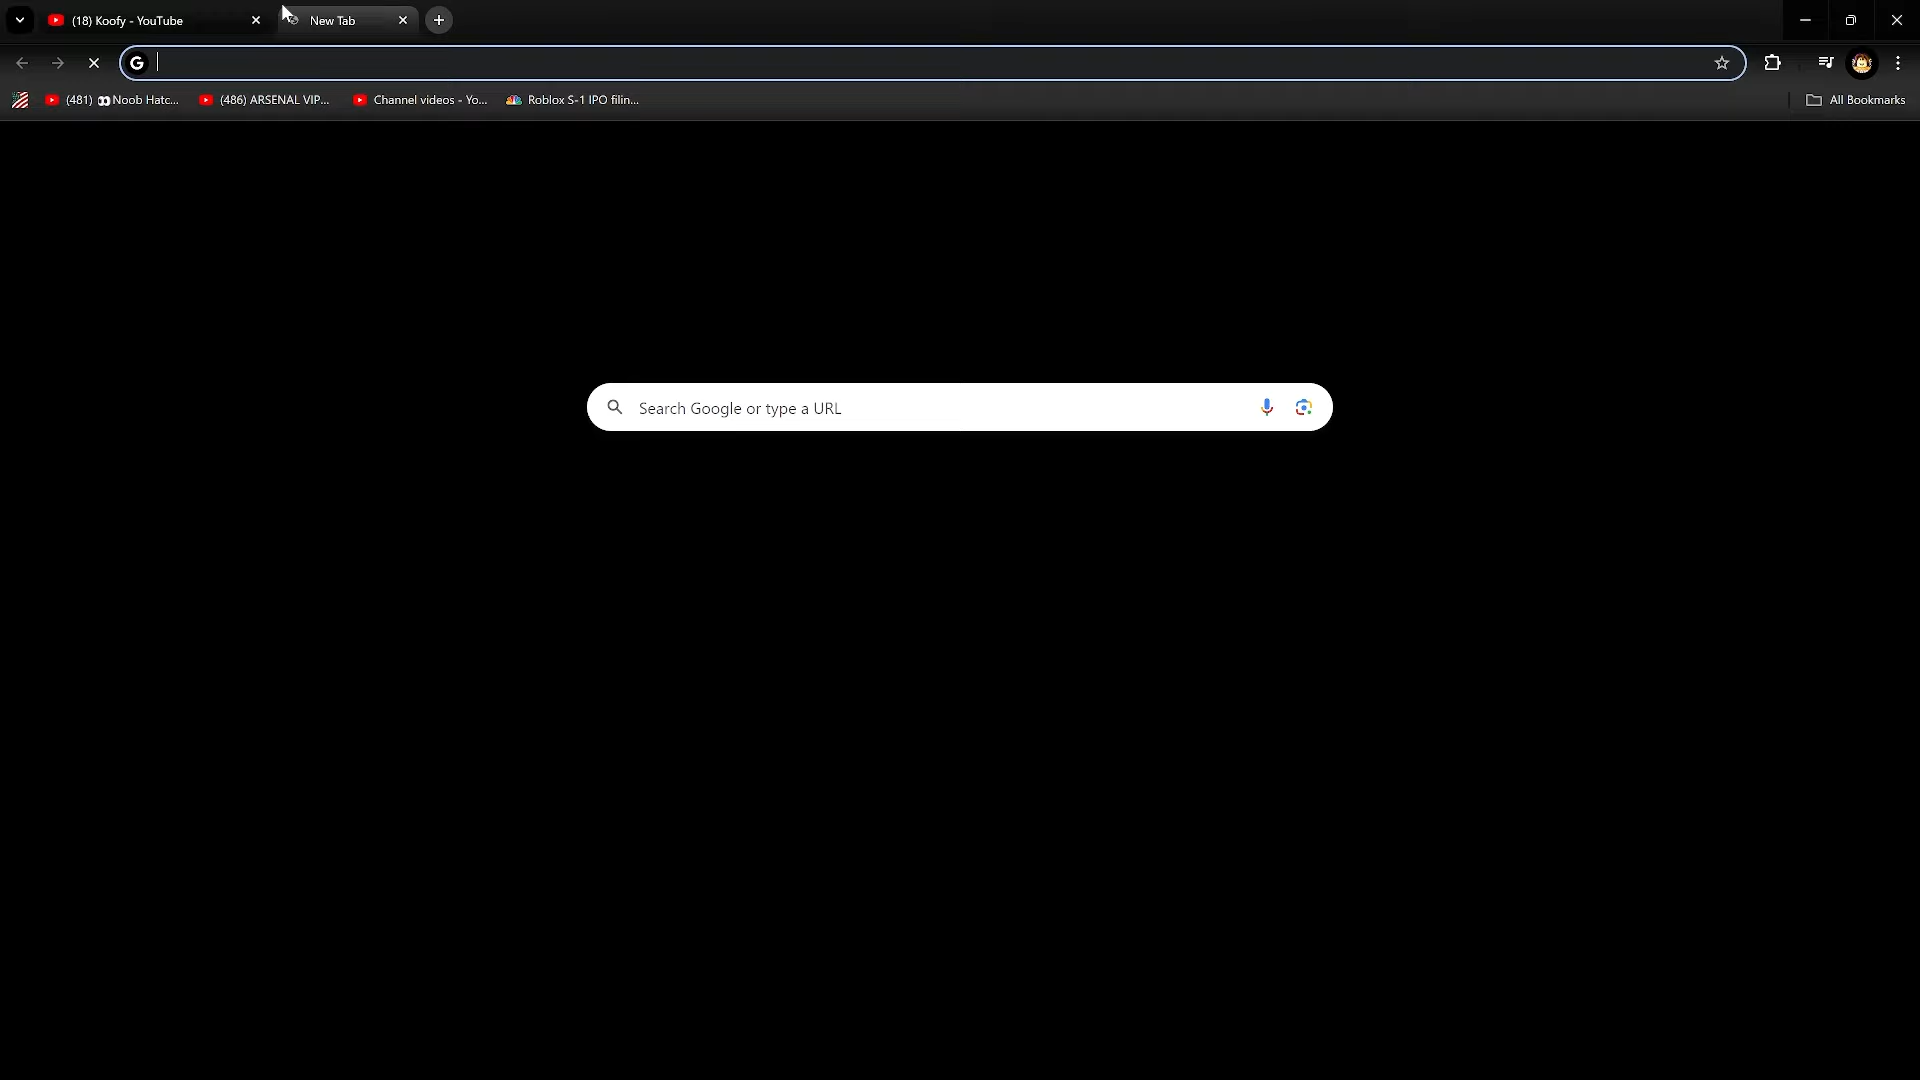 (18) Koofy - YouTube
New Tab
(481) 👀Noob Hatc...
(486) ARSENAL VIP...
Channel videos - Yo...
Roblox S-1 IPO filin...
All Bookmarks
Search Google or type a URL